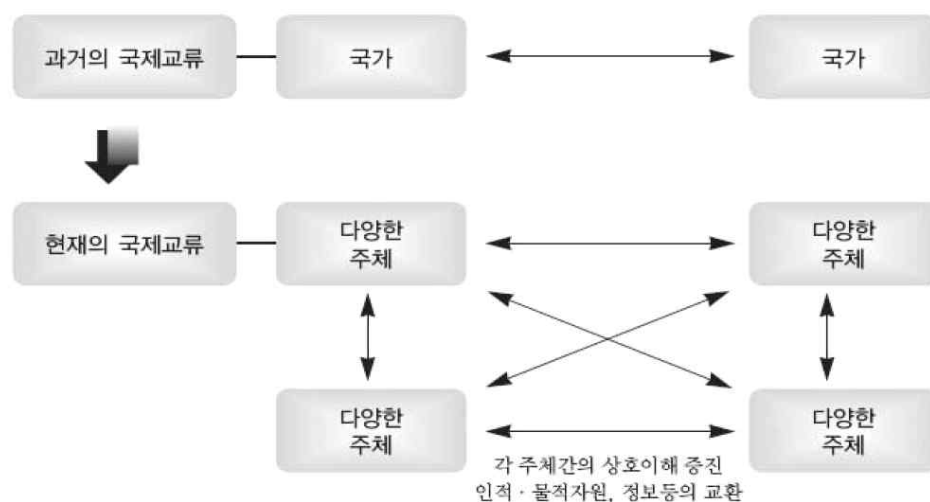 과거의 국제교류
국가
국가
현재의 국제교류
다양한
주체
다양한
주체
다양한
주체
다양한
주체
각 주체간의 상호이해 증진
인적·물적자원, 정보등의 교환